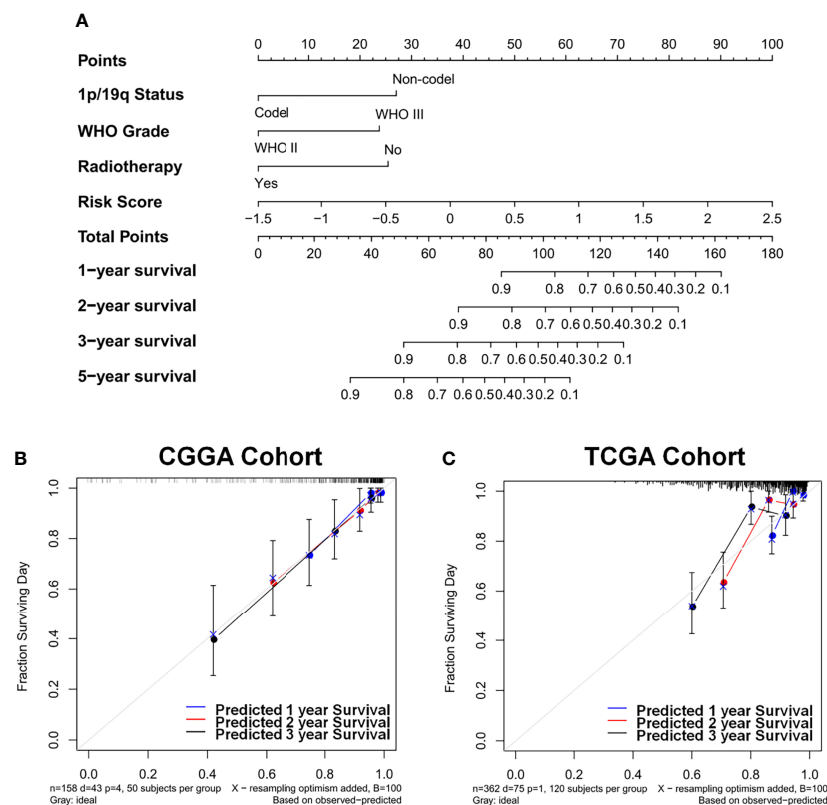 A
Points
0 10 20 30 40 50 60 70 80 90 100
1p/19q Status
Non-codel
Codel
WHO Grade
WHO III
WHO II
Radiotherapy
No
Yes
Risk Score
−1.5 −1 −0.5 0 0.5 1 1.5 2 2.5
Total Points
0 20 40 60 80 100 120 140 160 180
1−year survival
0.9 0.8 0.7 0.6 0.5 0.4 0.3 0.2 0.1
2−year survival
0.9 0.8 0.7 0.6 0.5 0.4 0.3 0.2 0.1
3−year survival
0.9 0.8 0.7 0.6 0.5 0.4 0.3 0.2 0.1
5−year survival
0.9 0.8 0.7 0.6 0.5 0.4 0.3 0.2 0.1
B
CGGA Cohort
Fraction Surviving Day
1.0
0.8
0.6
0.4
0.2
0.0
Predicted 1 year Survival
Predicted 2 year Survival
Predicted 3 year Survival
0.0 0.2 0.4 0.6 0.8 1.0
n=158 d=43 p=4, 50 subjects per group
Gray: ideal
X − resampling optimism added, B=100
Based on observed−predicted
C
TCGA Cohort
Fraction Surviving Day
1.0
0.8
0.6
0.4
0.2
0.0
Predicted 1 year Survival
Predicted 2 year Survival
Predicted 3 year Survival
0.0 0.2 0.4 0.6 0.8 1.0
n=362 d=75 p=1, 120 subjects per group
Gray: ideal
X − resampling optimism added, B=100
Based on observed−predicted